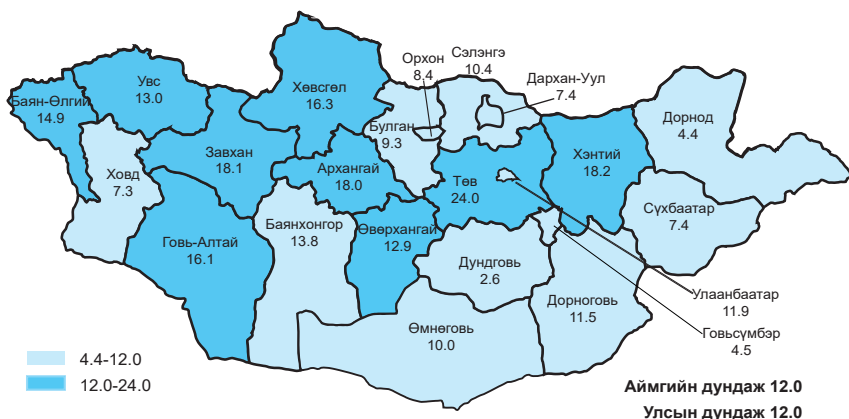 Орхон
8.4
Сэлэнгэ
10.4
Дархан-Уул
7.4
Увс
13.0
Хөвсгөл
16.3
Баян-Өлгий
14.9
Булган
9.3
Дорнод
4.4
Ховд
7.3
Завхан
18.1
Архангай
18.0
Төв
24.0
Хэнтий
18.2
Сүхбаатар
7.4
Говь-Алтай
16.1
Баянхонгор
13.8
Өвөрхангай
12.9
Дундговь
2.6
Дорноговь
11.5
Улаанбаатар
11.9
Өмнөговь
10.0
Говьсүмбэр
4.5
4.4-12.0
12.0-24.0
Аймгийн дундаж 12.0
Улсын дундаж 12.0